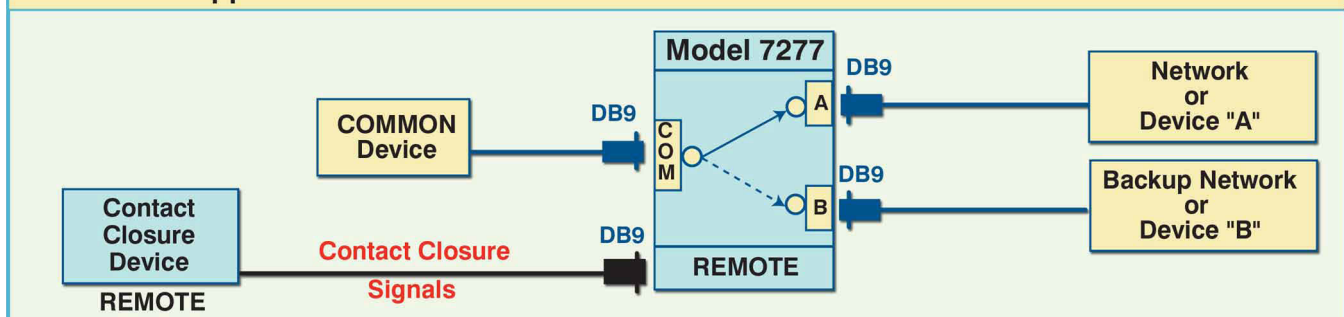 Model 7277
DB9
Network
or
Device "A"
A
DB9
COMMON
Device
COM
DB9
Backup Network
or
Device "B"
B
Contact
Closure
Device
DB9
Contact Closure
Signals
REMOTE
REMOTE